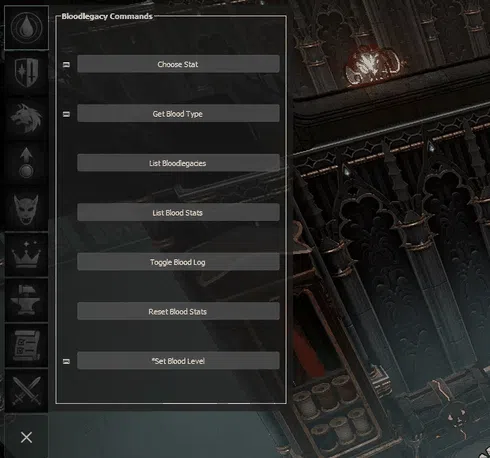 Bloodlegacy Commands
Choose Stat
Get Blood Type
List Bloodlegacies
List Blood Stats
Toggle Blood Log
Reset Blood Stats
*Set Blood Level